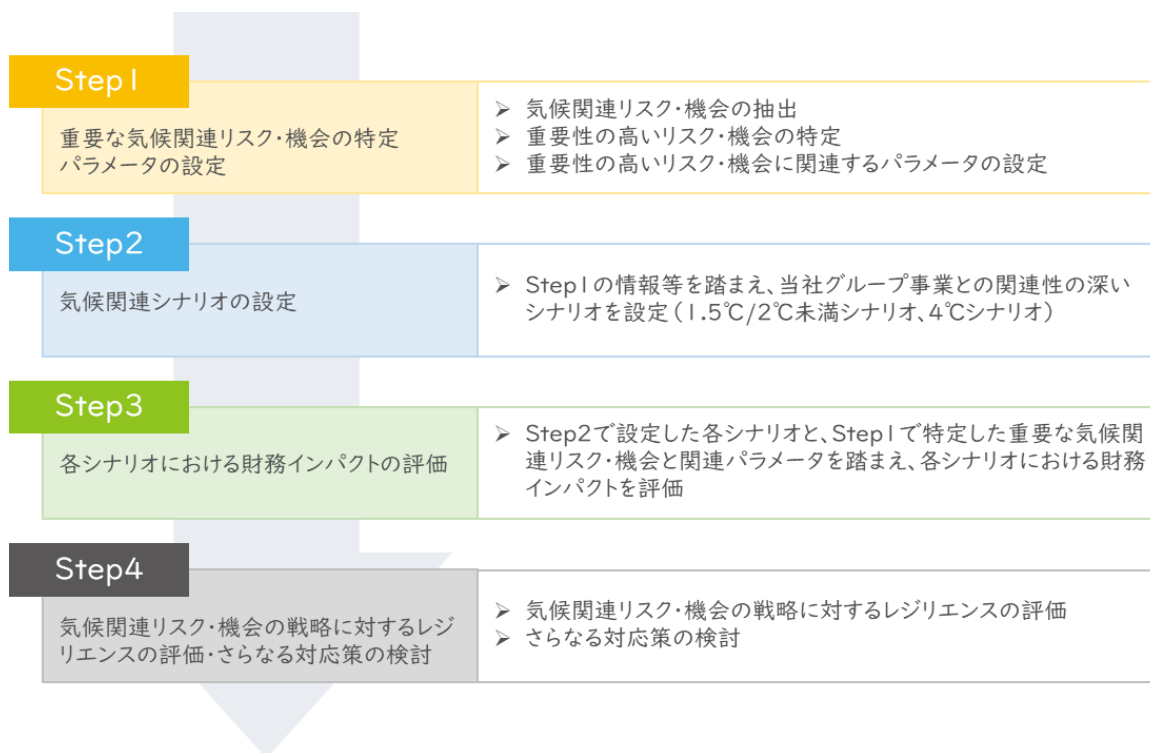 Step1
重要な気候関連リスク・機会の特定
パラメータの設定
➢ 気候関連リスク・機会の抽出
➢ 重要性の高いリスク・機会の特定
➢ 重要性の高いリスク・機会に関連するパラメータの設定
Step2
気候関連シナリオの設定
➢ Step1の情報等を踏まえ、当社グループ事業との関連性の深い
シナリオを設定（1.5℃/2℃未満シナリオ、4℃シナリオ）
Step3
各シナリオにおける財務インパクトの評価
➢ Step2で設定した各シナリオと、Step1で特定した重要な気候関
連リスク・機会と関連パラメータを踏まえ、各シナリオにおける財務
インパクトを評価
Step4
気候関連リスク・機会の戦略に対するレジ
リエンスの評価・さらなる対応策の検討
➢ 気候関連リスク・機会の戦略に対するレジリエンスの評価
➢ さらなる対応策の検討